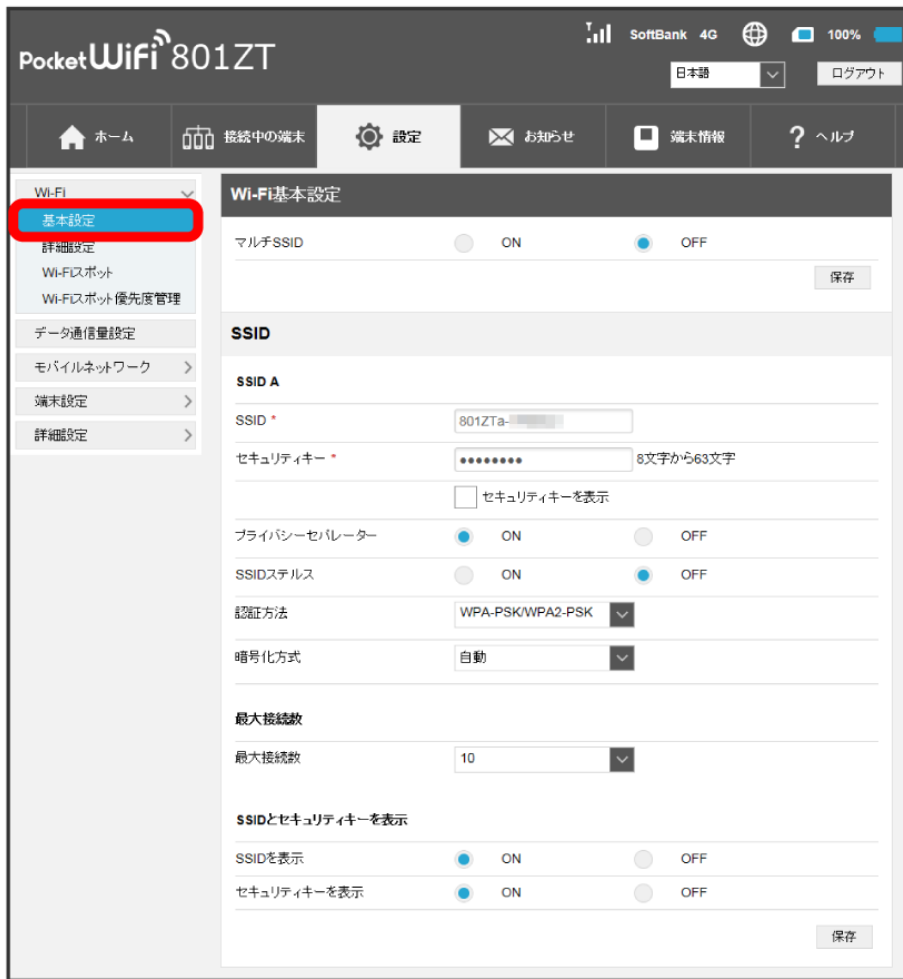 SoftBank 4G 100%
Pocket WiFi 801ZT
日本語 ログアウト
ホーム 接続中の端末 設定 お知らせ 端末情報 ? ヘルプ
Wi-Fi
基本設定
詳細設定
Wi-Fiスポット
Wi-Fiスポット優先度管理
データ通信量設定
モバイルネットワーク
端末設定
詳細設定
Wi-Fi基本設定
マルチSSID ON OFF
保存
SSID
SSID A
SSID * 801ZTa-
セキュリティキー * ●●●●●●●● 8文字から63文字
セキュリティキーを表示
プライバシーセパレーター ON OFF
SSIDステルス ON OFF
認証方法 WPA-PSK/WPA2-PSK
暗号化方式 自動
最大接続数
最大接続数 10
SSIDとセキュリティキーを表示
SSIDを表示 ON OFF
セキュリティキーを表示 ON OFF
保存